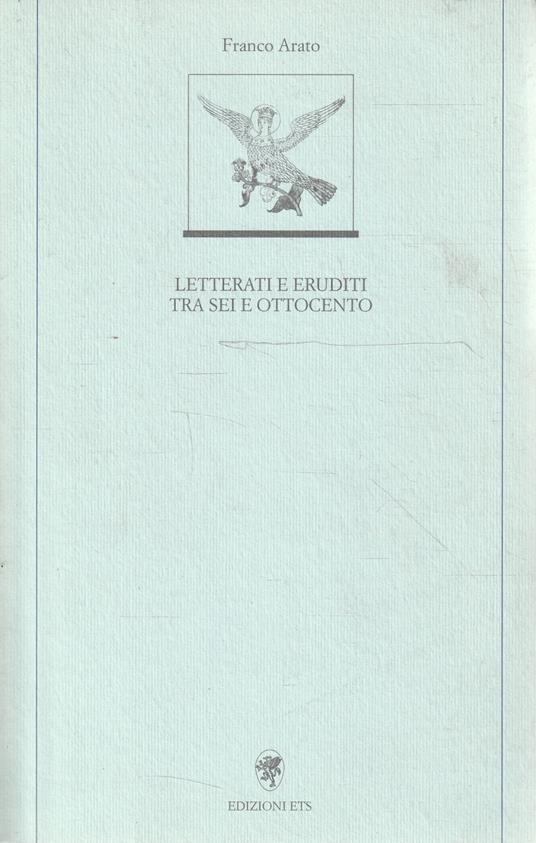 Franco Arato
LETTERATI E ERUDITI
TRA SEI E OTTOCENTO
EDIZIONI ETS